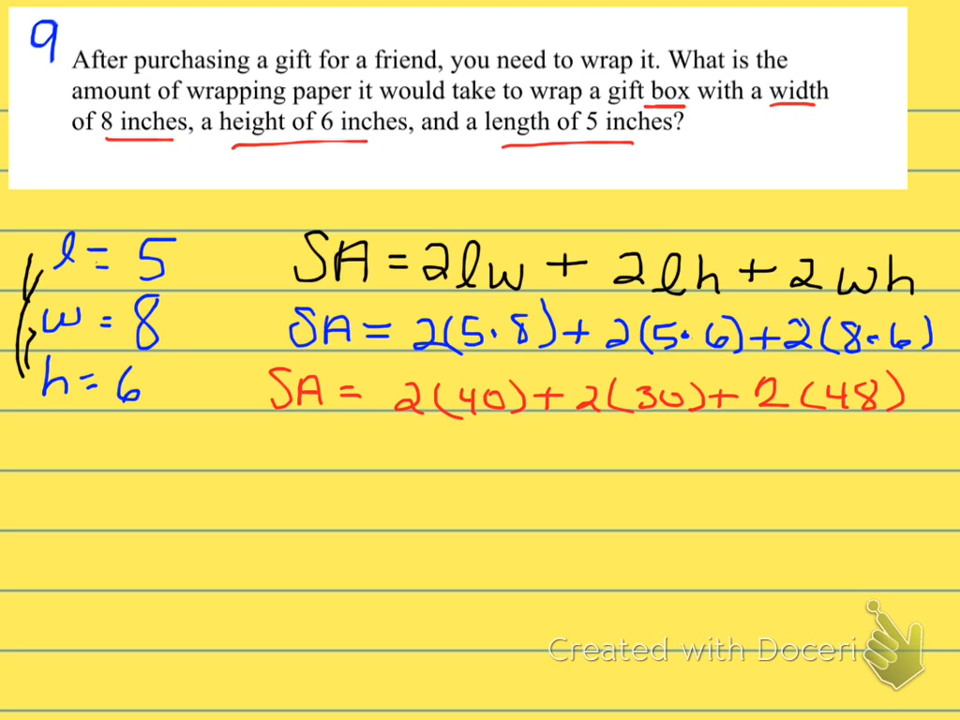 9
After purchasing a gift for a friend, you need to wrap it. What is the
amount of wrapping paper it would take to wrap a gift box with a width
of 8 inches, a height of 6 inches, and a length of 5 inches?
l = 5
w = 8
h = 6
SA = 2lw + 2lh + 2wh
SA = 2(5·8) + 2(5·6) + 2(8·6)
SA = 2(40) + 2(30) + 2(48)
Created with Doceri